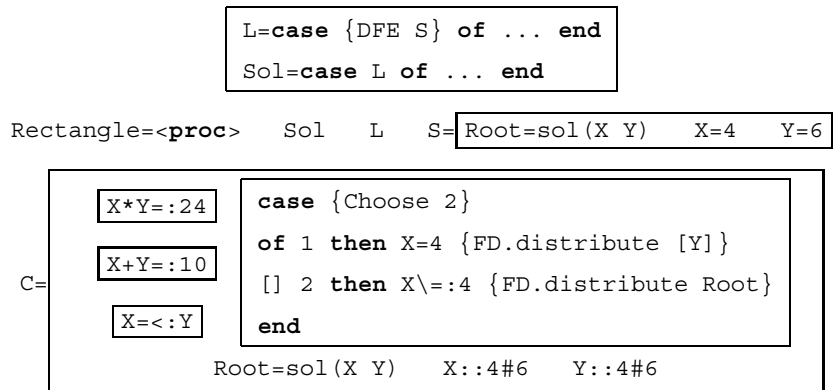 L=case {DFE S} of ... end
Sol=case L of ... end
Rectangle=<proc> Sol L S= Root=sol(X Y) X=4 Y=6
X*Y=:24
X+Y=:10
X=<:Y
case {Choose 2}
of 1 then X=4 {FD.distribute [Y]}
[] 2 then X\=:4 {FD.distribute Root}
end
C=
Root=sol(X Y) X::4#6 Y::4#6